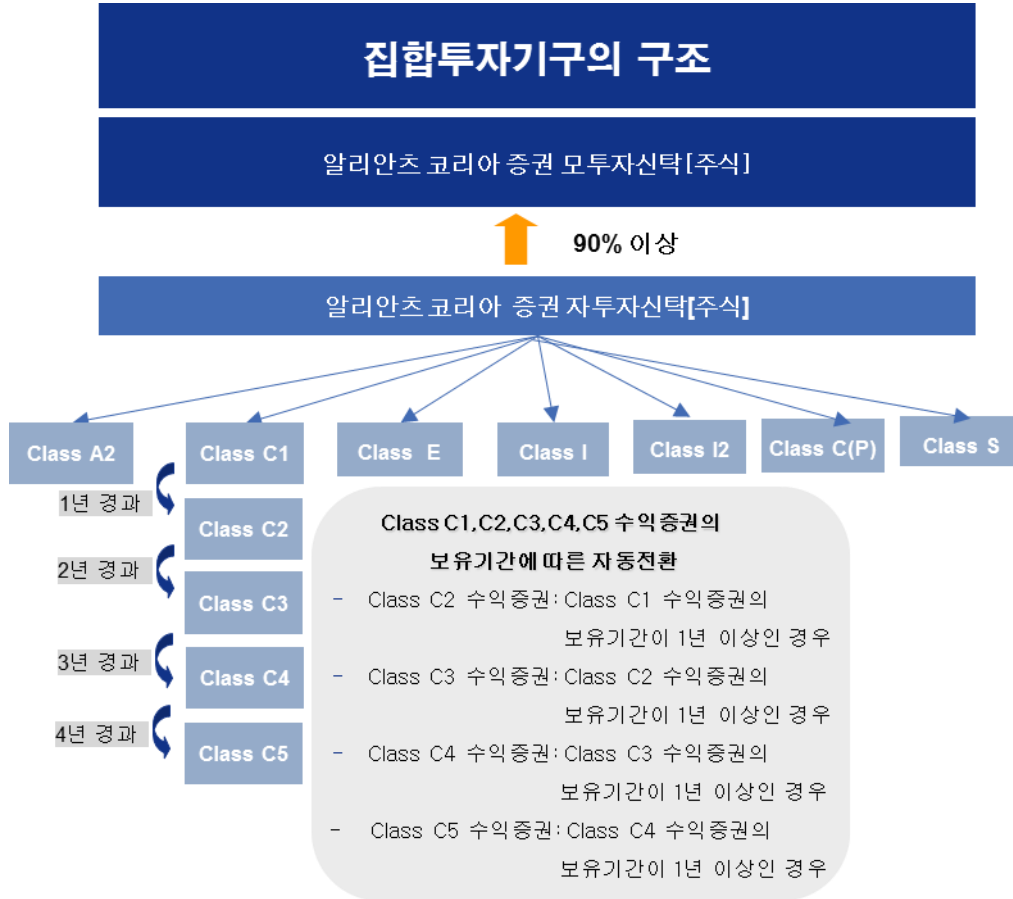 집합투자기구의 구조
알리안츠 코리아 증권 모투자신탁[주식]
90% 이상
알리안츠 코리아 증권 자투자신탁[주식]
Class A2
Class C1
Class E
Class I
Class I2
Class C(P)
Class S
1년 경과
Class C2
2년 경과
Class C3
3년 경과
Class C4
4년 경과
Class C5
Class C1,C2,C3,C4,C5 수익증권의
보유기간에 따른 자동전환
- Class C2 수익증권: Class C1 수익증권의
보유기간이 1년 이상인 경우
- Class C3 수익증권: Class C2 수익증권의
보유기간이 1년 이상인 경우
- Class C4 수익증권: Class C3 수익증권의
보유기간이 1년 이상인 경우
- Class C5 수익증권: Class C4 수익증권의
보유기간이 1년 이상인 경우